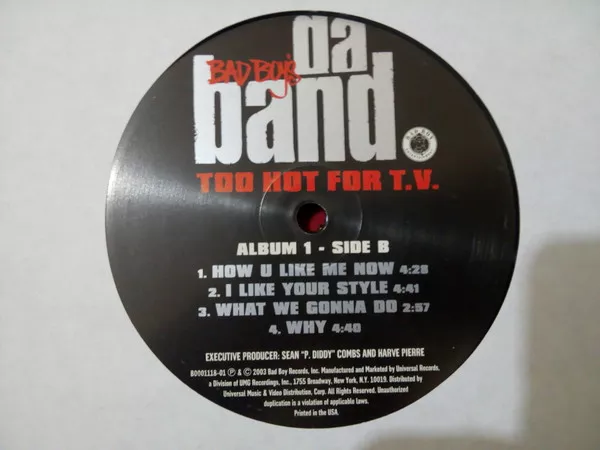 da
BAD BOY'S
band
BAD BOY
TOO HOT FOR T.V.
ALBUM 1 - SIDE B
1. HOW U LIKE ME NOW 4:28
2. I LIKE YOUR STYLE 4:41
3. WHAT WE GONNA DO 2:57
4. WHY 4:40
EXECUTIVE PRODUCER: SEAN "P. DIDDY" COMBS AND HARVE PIERRE
B0001118-01 ℗ & © 2003 Bad Boy Records, Inc. Manufactured and Marketed by Universal Records,
a Division of UMG Recordings, Inc., 1755 Broadway, New York, N.Y. 10019. Distributed by
Universal Music & Video Distribution, Corp. All Rights Reserved. Unauthorized
duplication is a violation of applicable laws.
Printed in the USA.